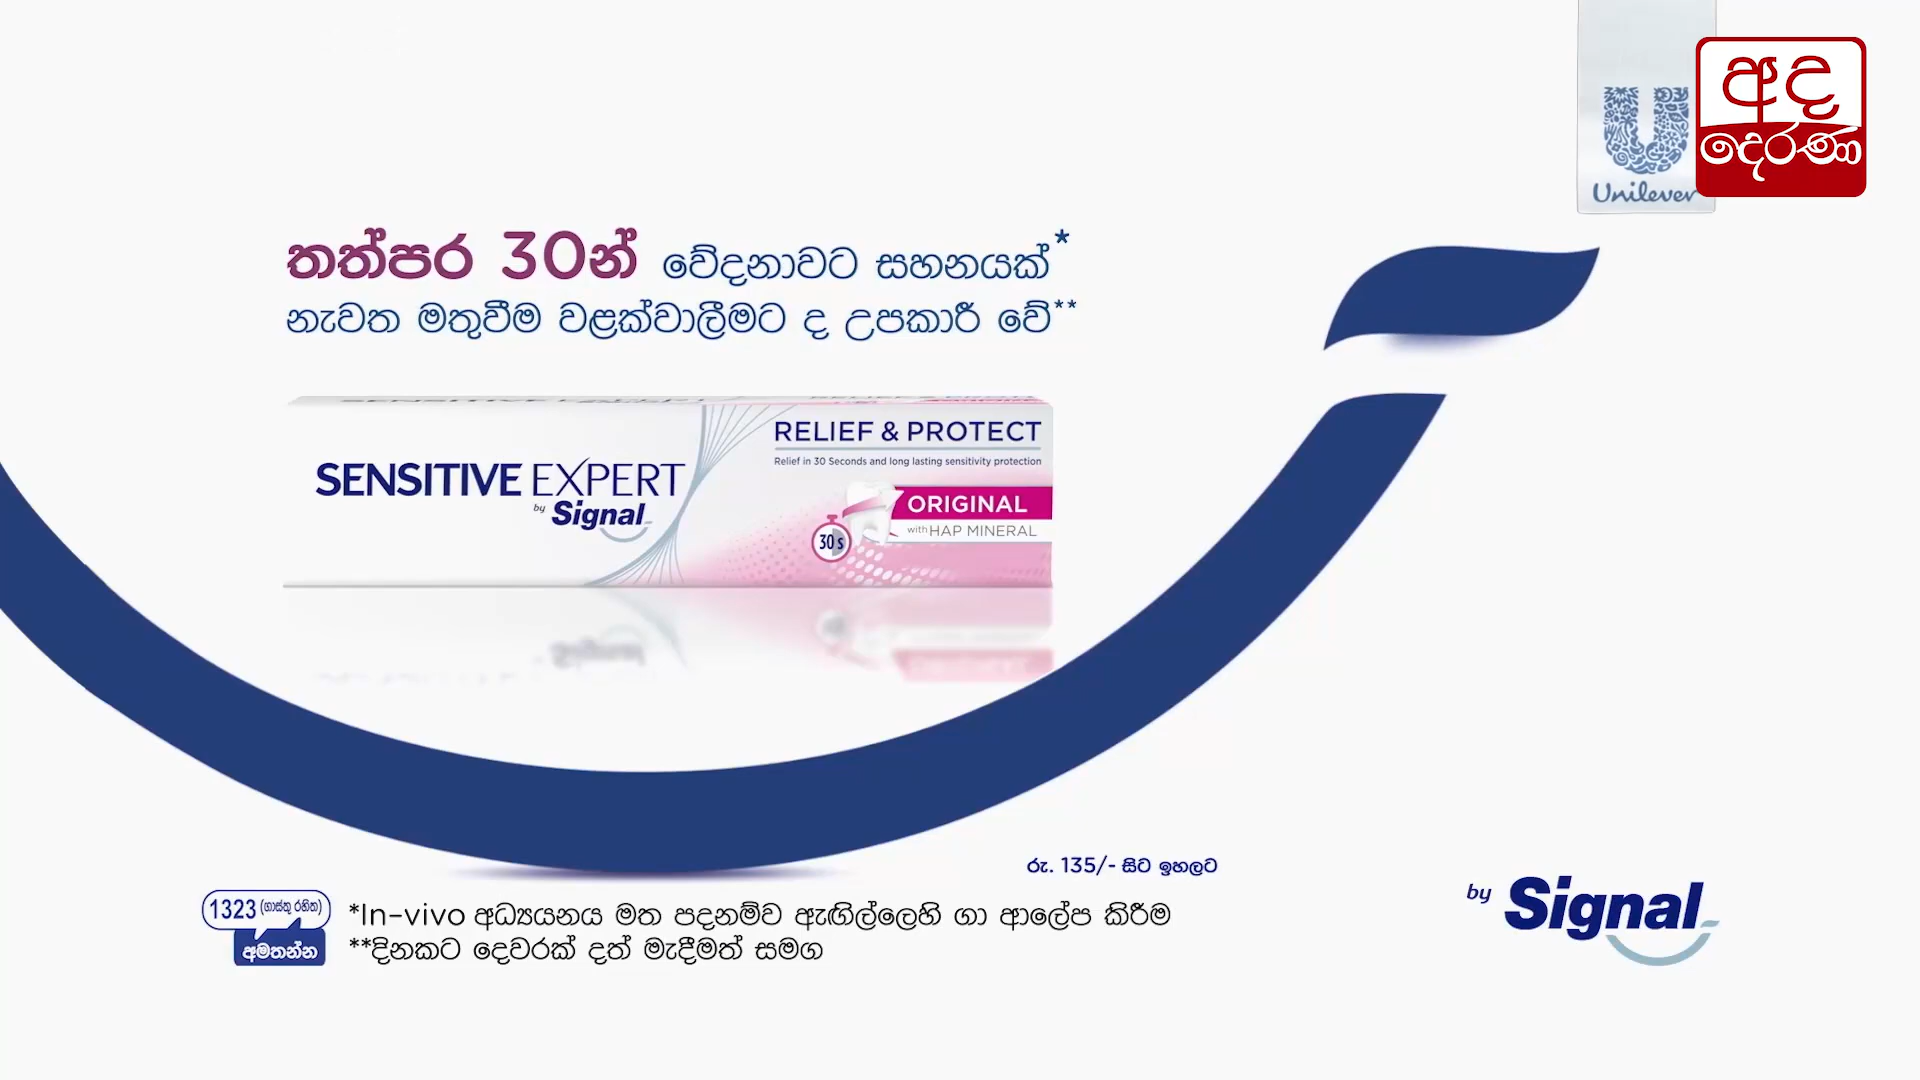 Unilever
අද
දෙරණ
තත්පර 30න් වේදනාවට සහනයක්*
නැවත මතුවීම වළක්වාලීමට ද උපකාරී වේ**
RELIEF & PROTECT
Relief in 30 Seconds and long lasting sensitivity protection
SENSITIVE EXPERT
by Signal
ORIGINAL
with HAP MINERAL
30 s
රු. 135/- සිට ඉහලට
1323 (ගාස්තු රහිත)
අමතන්න
*In-vivo අධ්‍යයනය මත පදනම්ව ඇඟිල්ලෙහි ගා ආලේප කිරීම
**දිනකට දෙවරක් දත් මැදීමත් සමග
by Signal